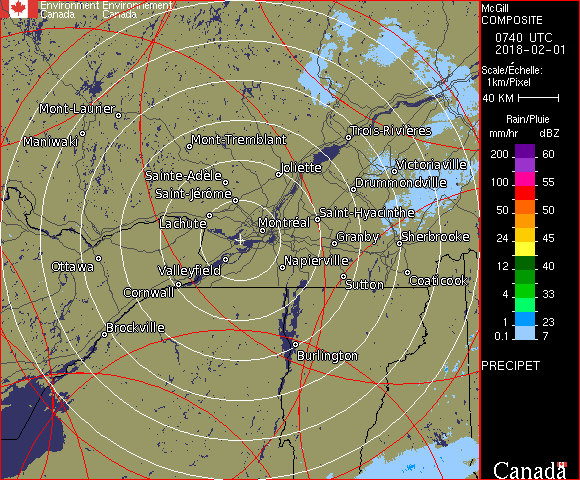 Environment Environnement
Canada Canada
McGill
COMPOSITE
0740 UTC
2018-02-01
Scale/Échelle:
1km/Pixel
40 KM
Rain/Pluie
mm/hr dBZ
200 60
100 55
50 50
24 45
12 40
4 33
1 23
0.1 7
PRECIPET
Mont-Laurier
Maniwaki
Mont-Tremblant
Trois-Rivières
Joliette
Victoriaville
Sainte-Adèle
Drummondville
Saint-Jérôme
Saint-Hyacinthe
Lachute
Montréal
Granby
Sherbrooke
Ottawa
Valleyfield
Napierville
Cornwall
Sutton
Coaticook
Brockville
Burlington
Canada